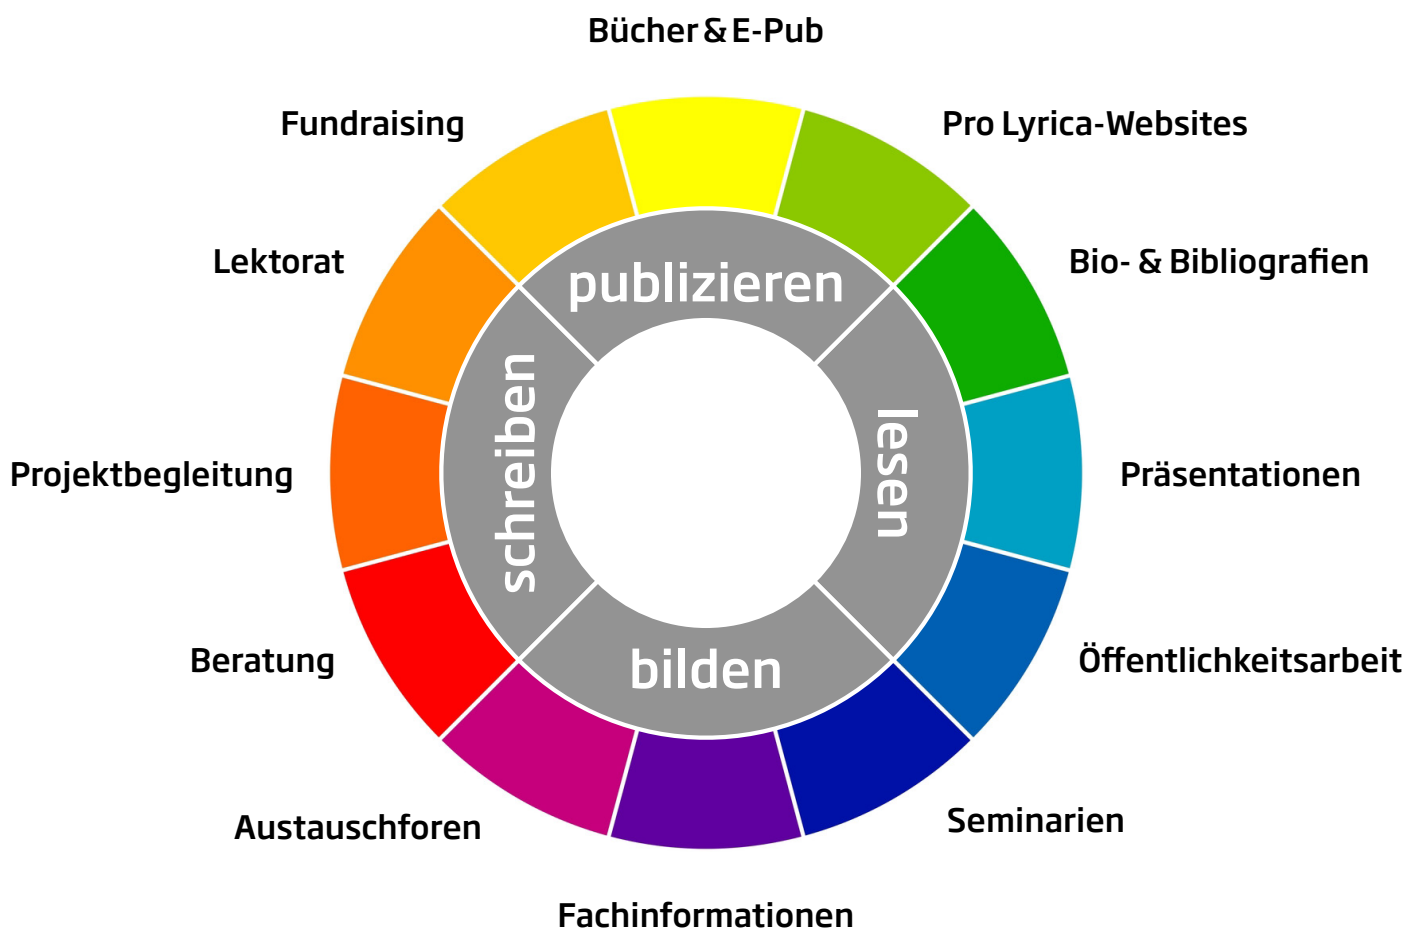 Bücher & E-Pub
Fundraising
Pro Lyrica-Websites
Lektorat
Bio- & Bibliografien
publizieren
schreiben
lesen
Projektbegleitung
Präsentationen
Beratung
bilden
Öffentlichkeitsarbeit
Austauschforen
Seminarien
Fachinformationen